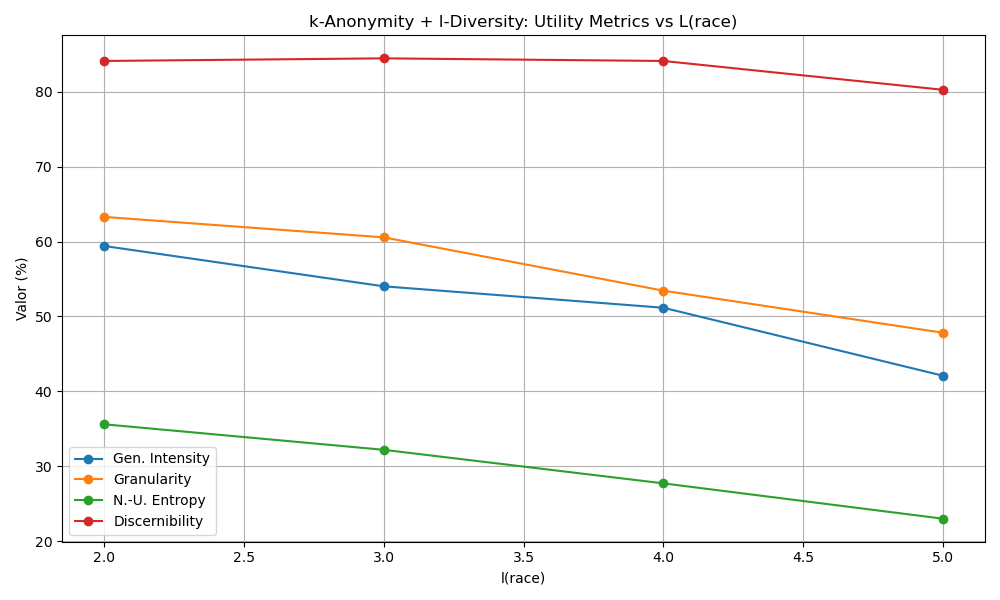 k-Anonymity + l-Diversity: Utility Metrics vs L(race)
Valor (%)
80
70
60
50
40
30
20
Gen. Intensity
Granularity
N.-U. Entropy
Discernibility
2.0 2.5 3.0 3.5 4.0 4.5 5.0
l(race)